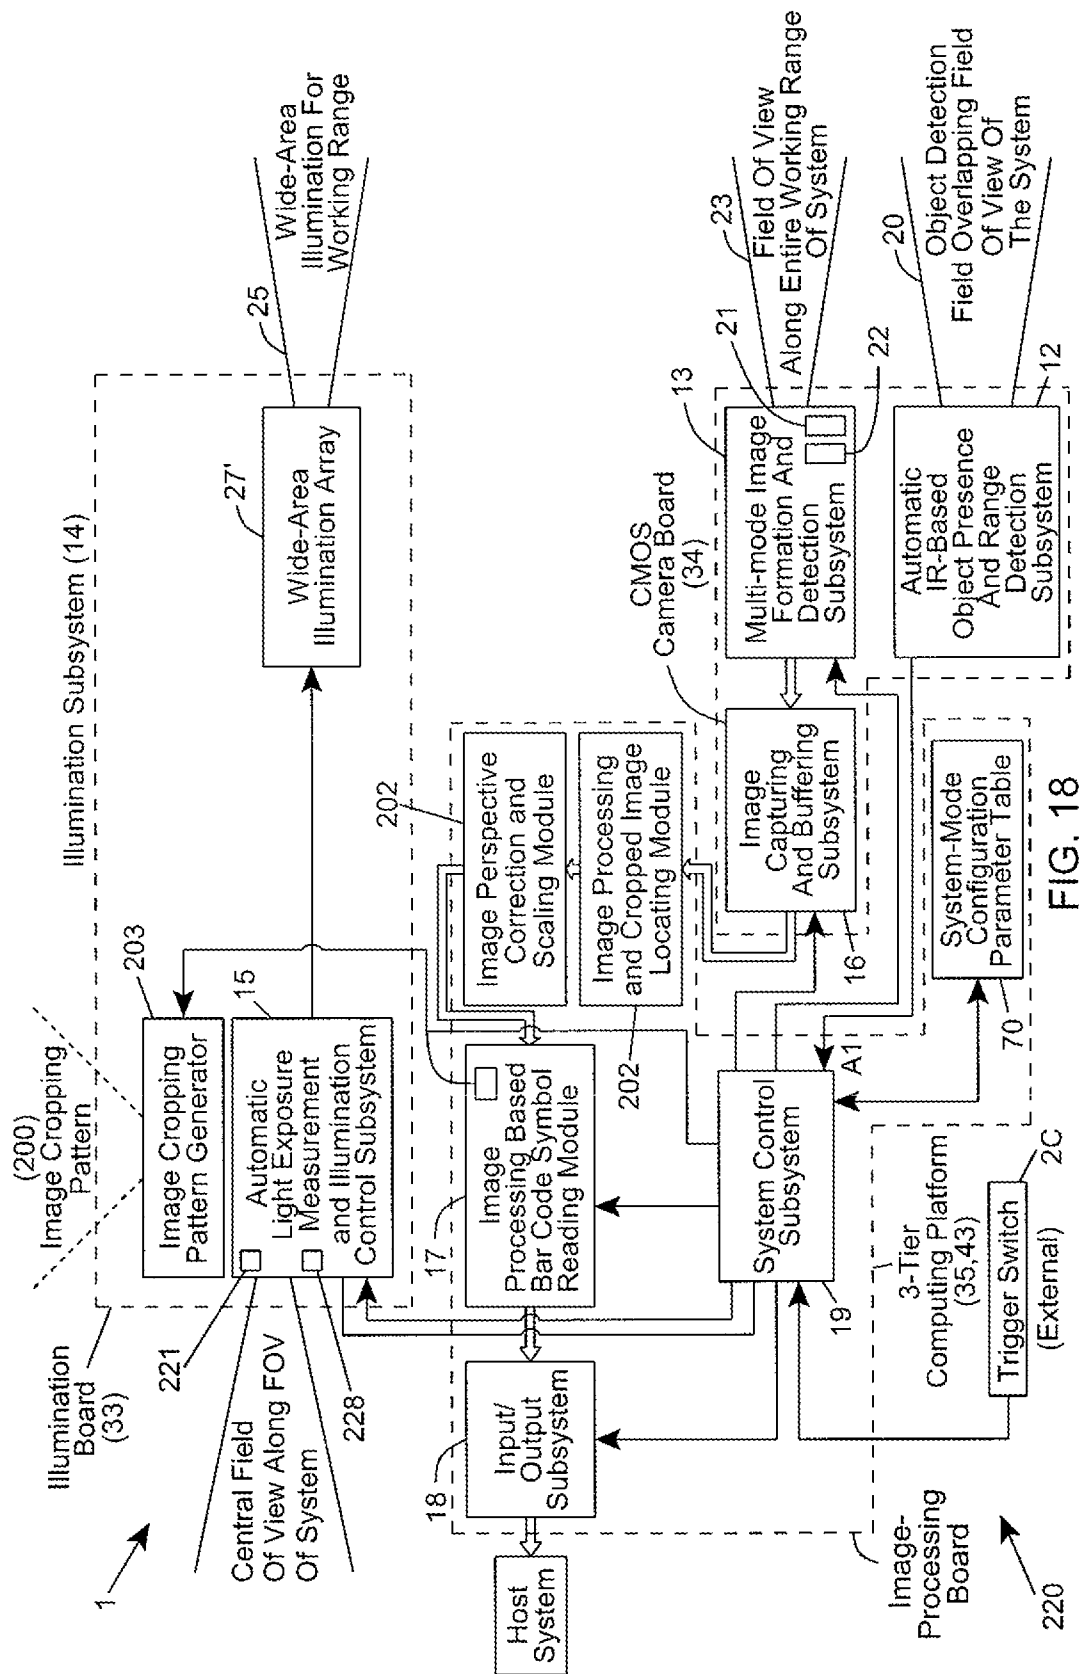 Illumination Subsystem (14)
Illumination
Board
(33)
(200)
Image Cropping
Pattern
203
Image Cropping
Pattern Generator
15
Automatic
Light Exposure
Measurement
and Illumination
Control Subsystem
221
228
Central Field
Of View Along FOV
Of System
1
27'
Wide-Area
Illumination Array
25
Wide-Area
Illumination For
Working Range
202
Image Perspective
Correction and
Scaling Module
Image Processing
and Cropped Image
Locating Module
202
17
Image
Processing Based
Bar Code Symbol
Reading Module
18
Input/
Output
Subsystem
Host
System
CMOS
Camera Board
(34)
13
Multi-mode Image
Formation And
Detection
Subsystem
21
22
23
Field Of View
Along Entire Working Range
Of System
Image
Capturing
And Buffering
Subsystem
16
20
Object Detection
Field Overlapping Field
Of View Of
The System
12
Automatic
IR-Based
Object Presence
And Range
Detection
Subsystem
A1
System Control
Subsystem
19
System-Mode
Configuration
Parameter Table
70
3-Tier
Computing Platform
(35,43)
2C
Trigger Switch
(External)
Image-
Processing
Board
220
FIG. 18